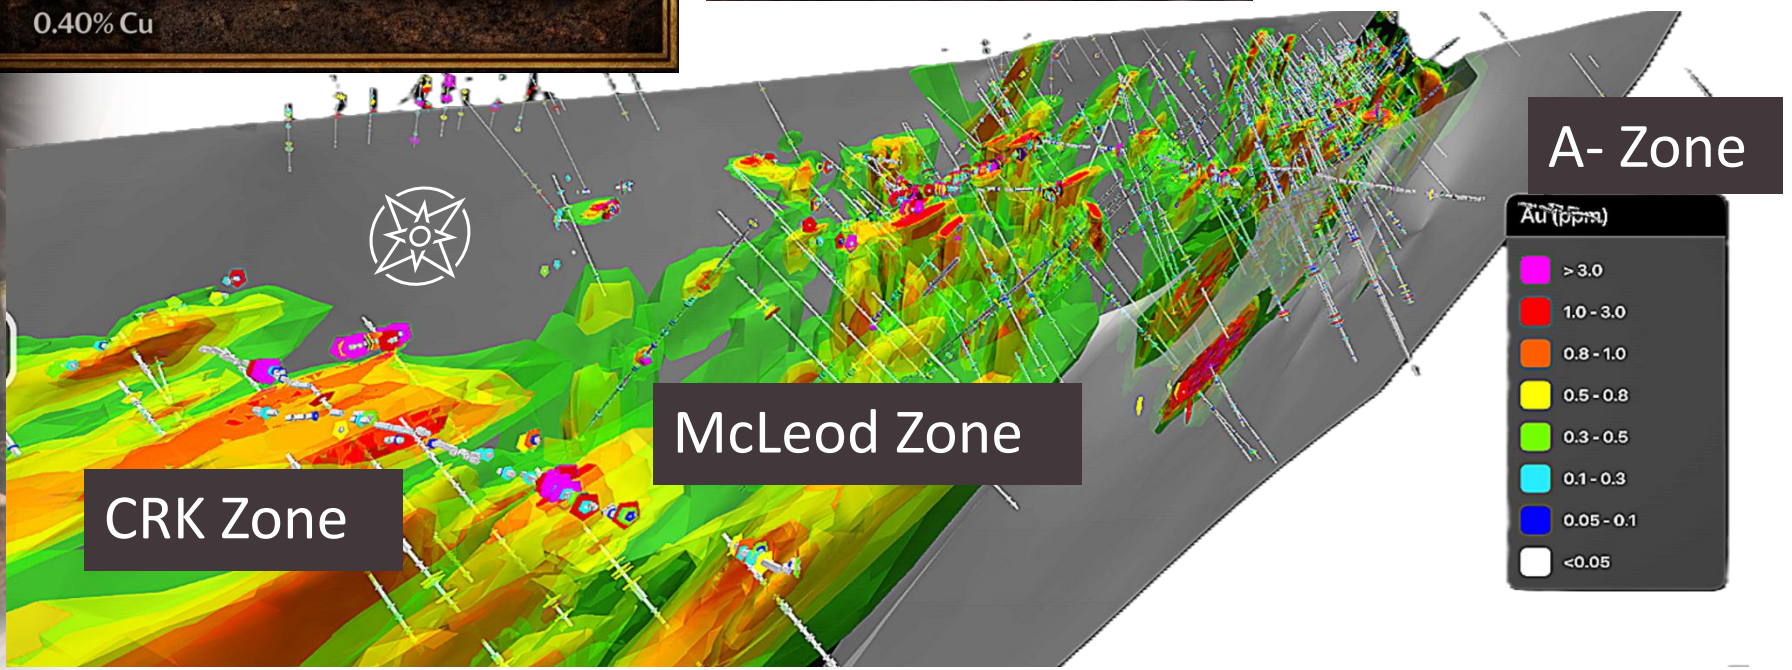 0.40% Cu
A- Zone
Au (ppm)
> 3.0
1.0 - 3.0
0.8 - 1.0
0.5 - 0.8
0.3 - 0.5
0.1 - 0.3
0.05 - 0.1
<0.05
McLeod Zone
CRK Zone